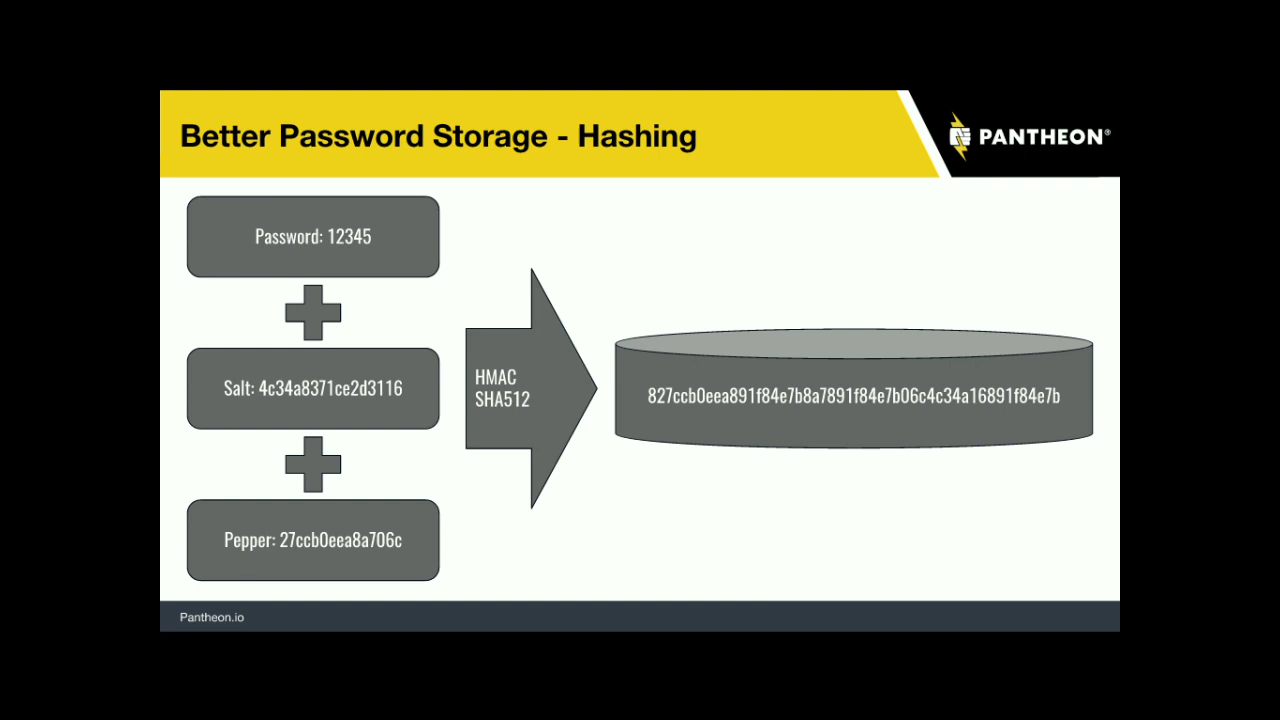 Better Password Storage - Hashing
PANTHEON®
Password: 12345
Salt: 4c34a8371ce2d3116
Pepper: 27ccb0eea8a706c
HMAC
SHA512
827ccb0eea891f84e7b8a7891f84e7b06c4c34a16891f84e7b
Pantheon.io